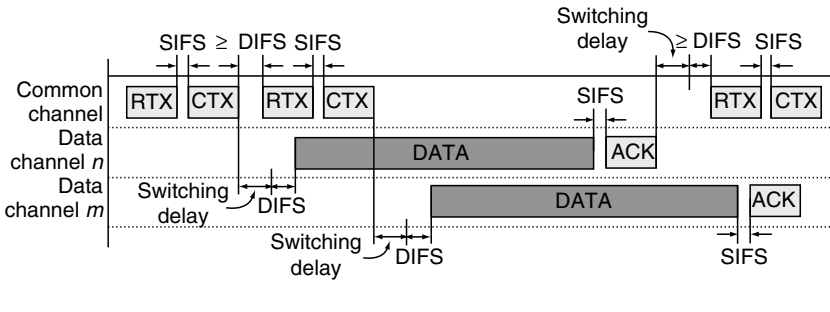 Switching
delay
SIFS ≥ DIFS SIFS
≥ DIFS SIFS
Common
channel
RTX CTX RTX CTX RTX CTX
SIFS
Data
channel n
DATA ACK
Switching
delay
DIFS
Data
channel m
DATA ACK
Switching
delay
DIFS
SIFS